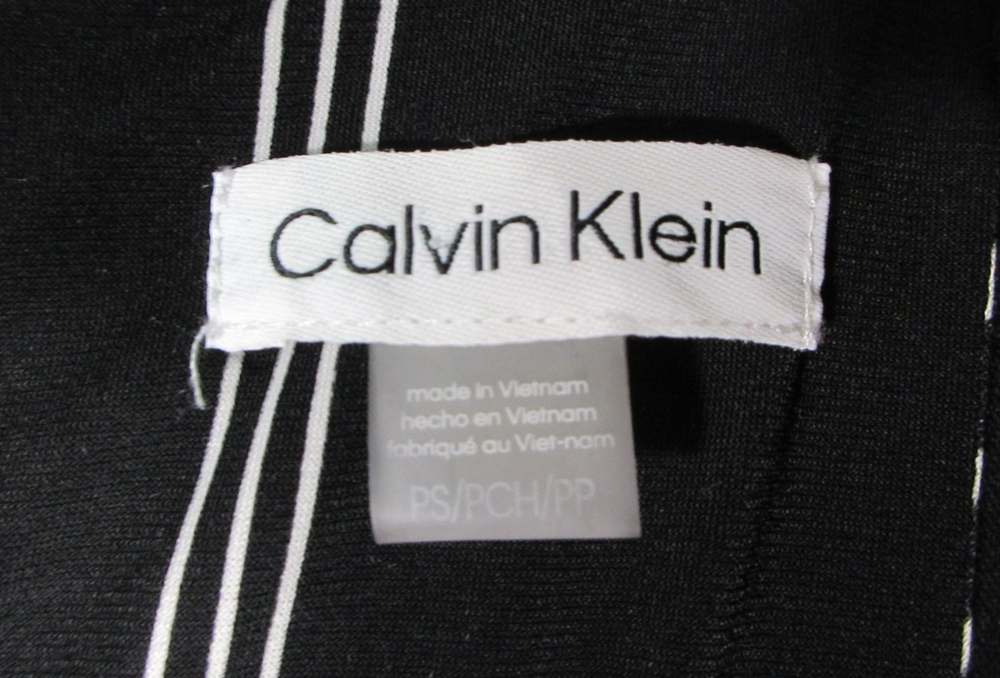 Calvin Klein
made in Vietnam
hecho en Vietnam
fabriqué au Viet-nam
PS/PCH/PP